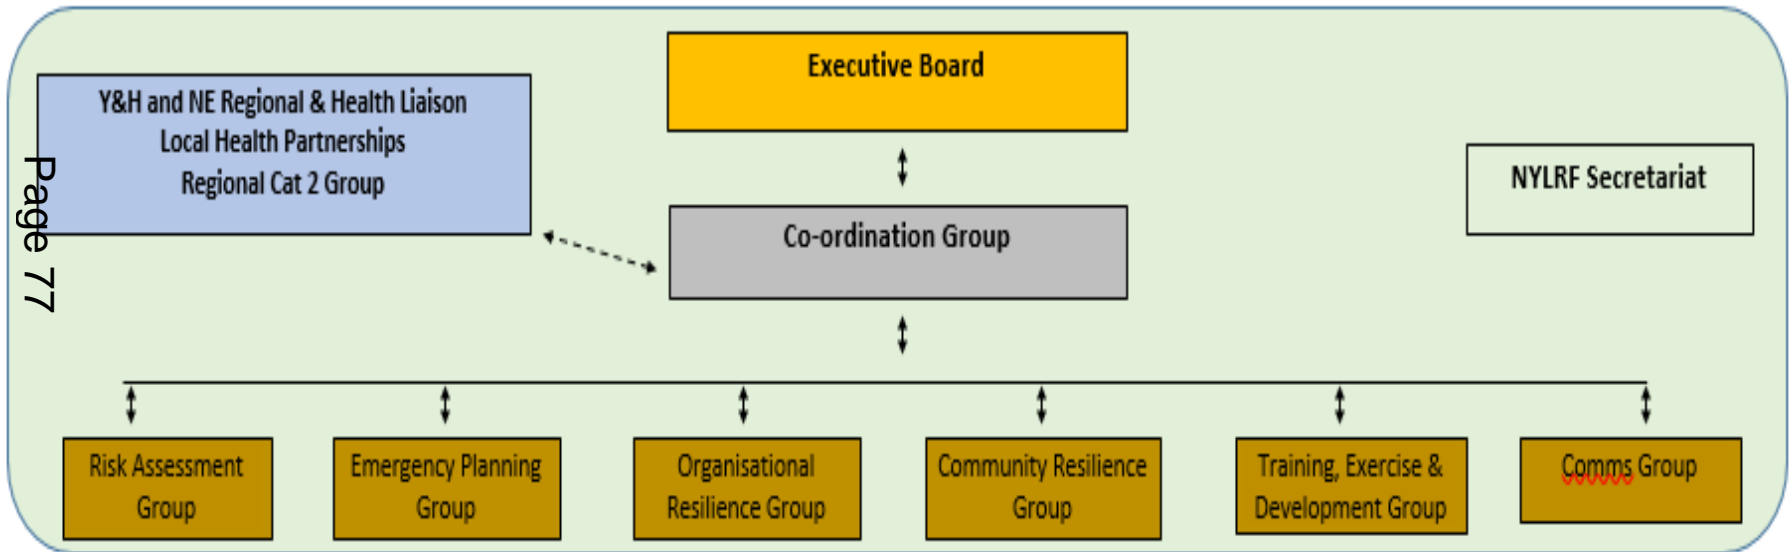 Executive Board
Y&H and NE Regional & Health Liaison
Local Health Partnerships
Regional Cat 2 Group
NYLRF Secretariat
Co-ordination Group
Risk Assessment
Group
Emergency Planning
Group
Organisational
Resilience Group
Community Resilience
Group
Training, Exercise &
Development Group
Comms Group
Page 77